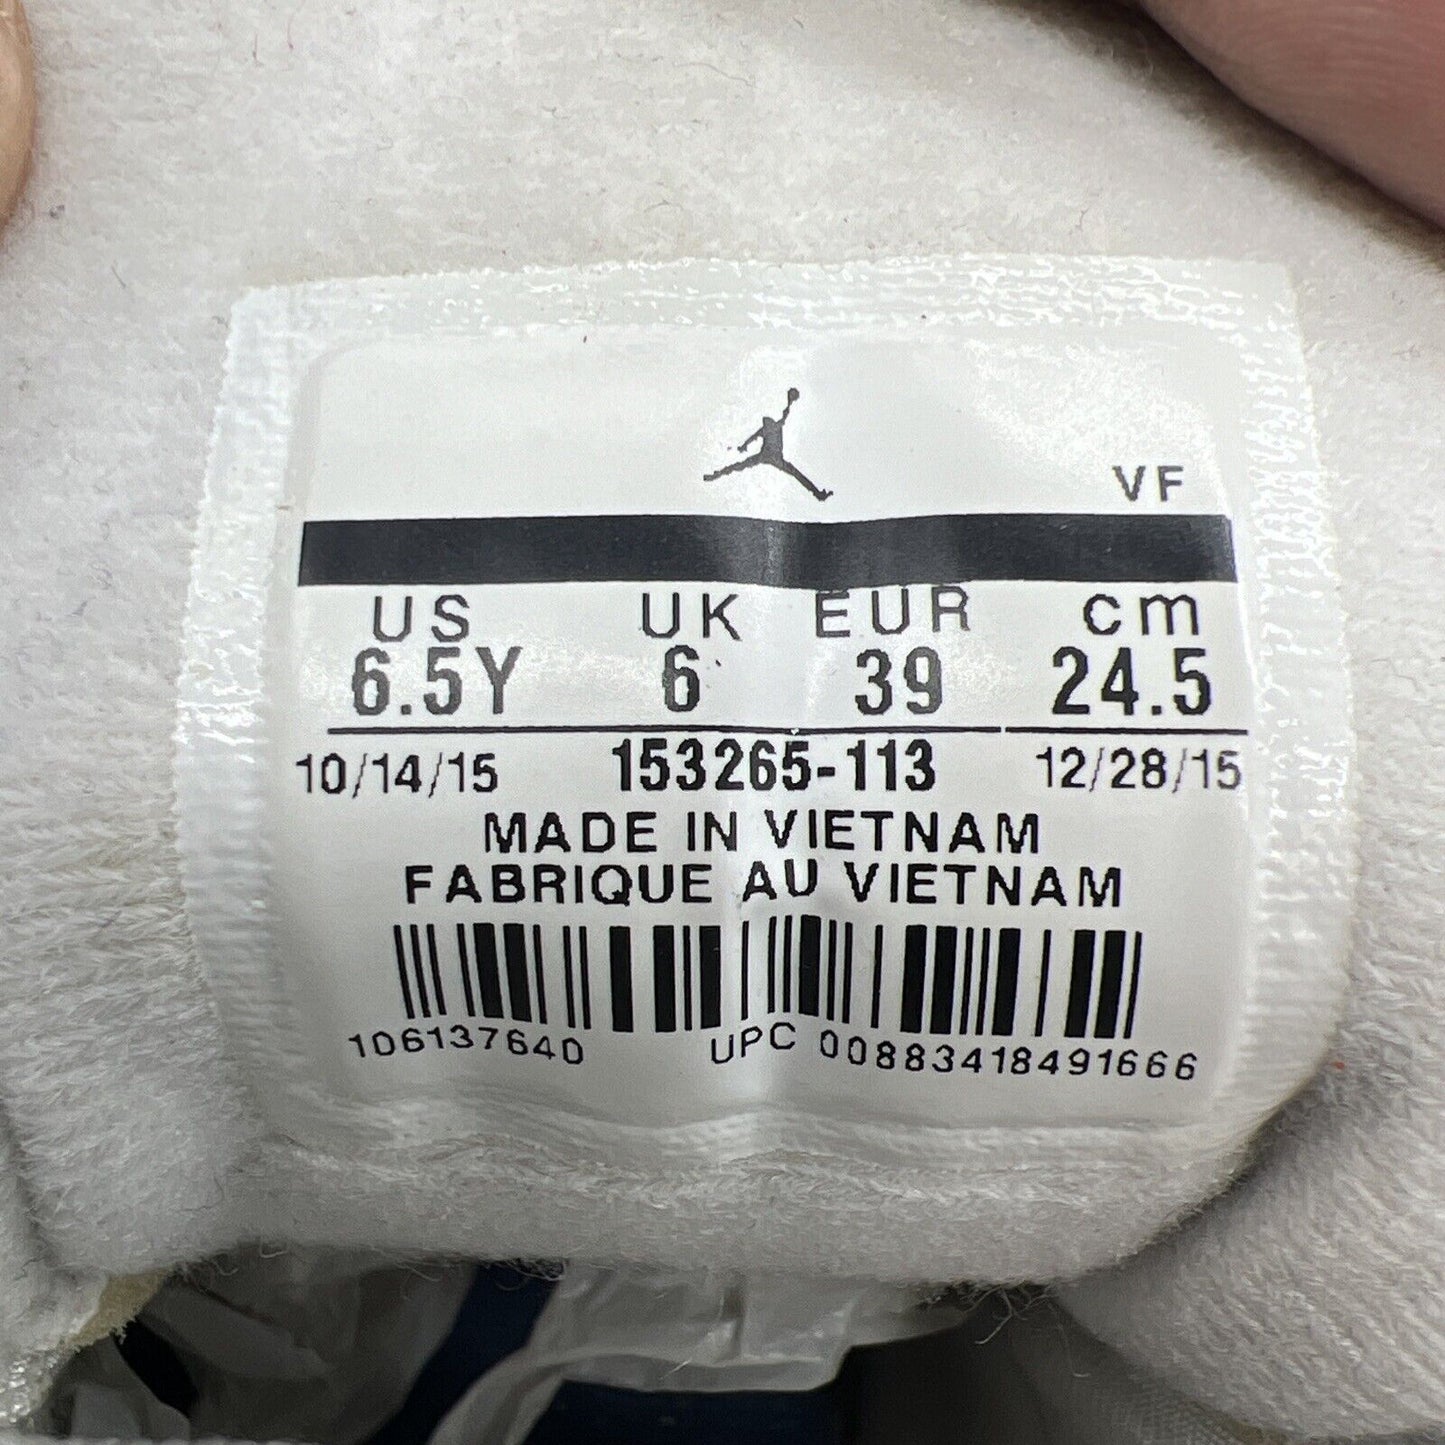 VF
US UK EUR cm
6.5Y 6 39 24.5
10/14/15 153265-113 12/28/15
MADE IN VIETNAM
FABRIQUE AU VIETNAM
106137640 UPC 00883418491666